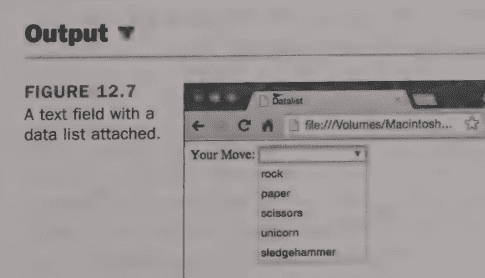 Output
FIGURE 12.7
A text field with a
data list attached.
Datalist
file:///Volumes/Macintosh...
Your Move:
rock
paper
scissors
unicorn
sledgehammer